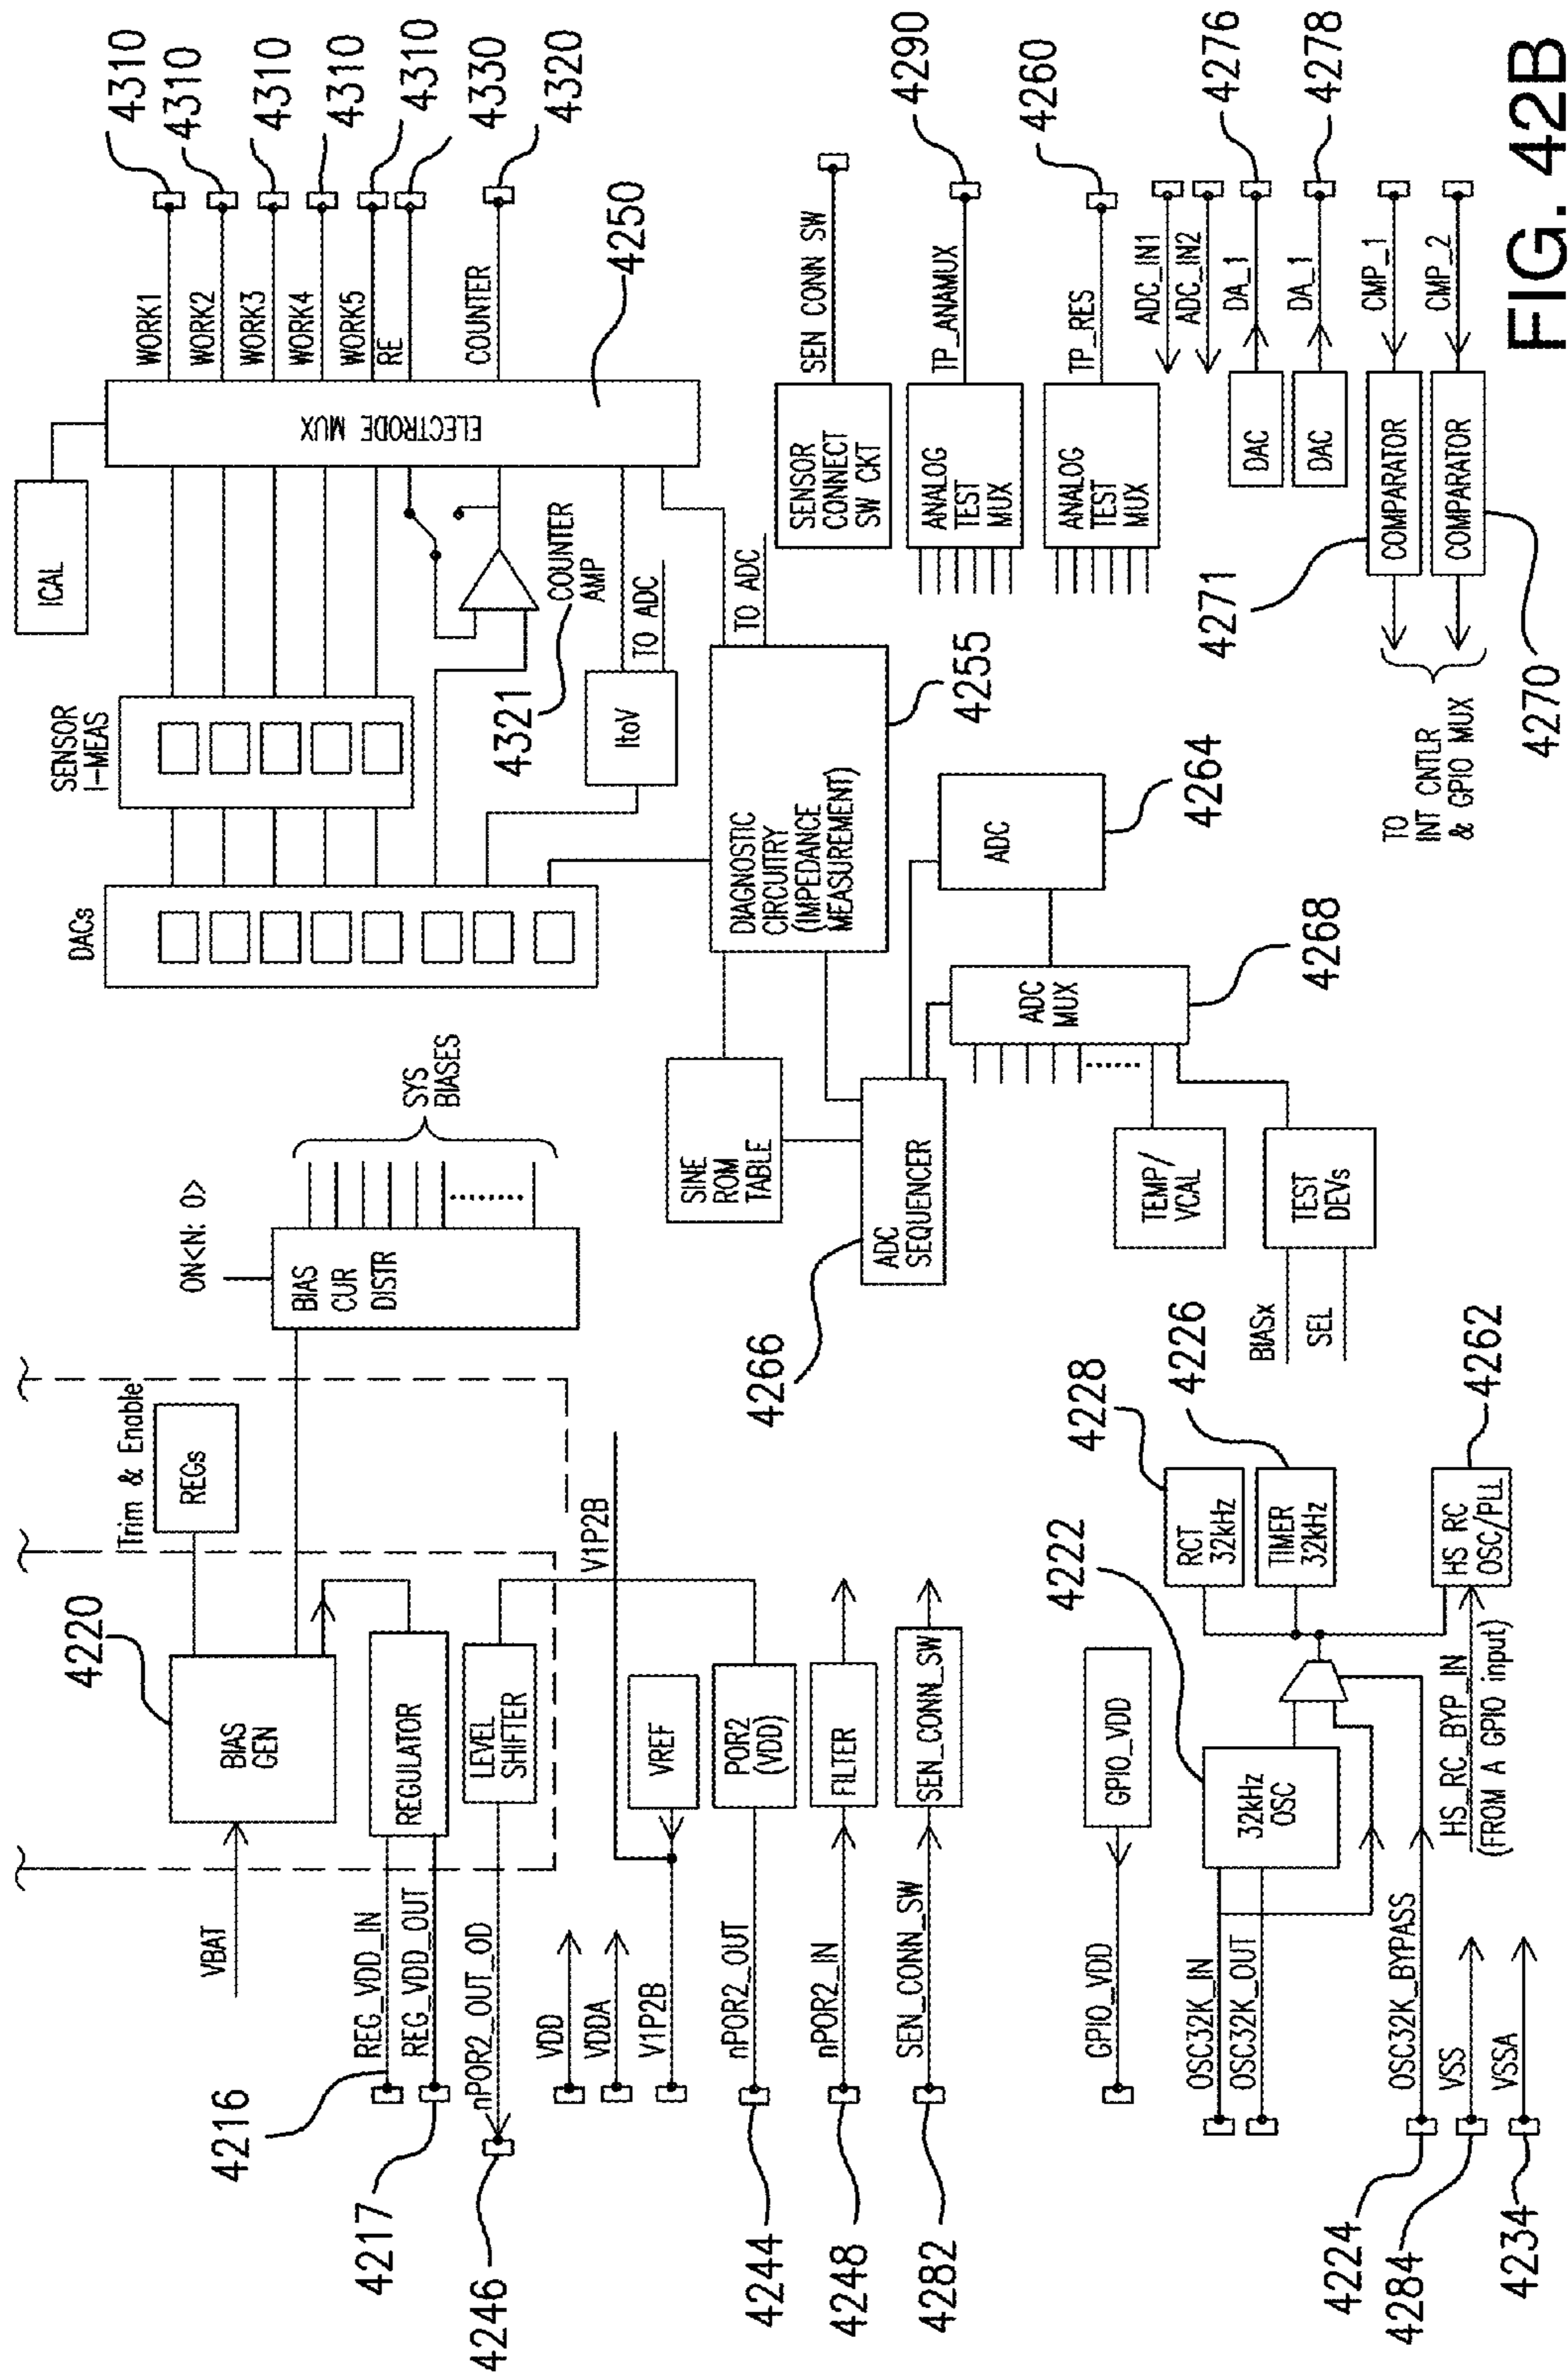 ICAL
SENSOR
I-MEAS
DACs
ELECTRODE MUX
WORK1
WORK2
WORK3
WORK4
WORK5
RE
COUNTER
4310
4310
4310
4310
4310
4330
4320
4250
COUNTER
AMP
4321
ItoV
TO ADC
TO ADC
DIAGNOSTIC
CIRCUITRY
(IMPEDANCE
MEASUREMENT)
4255
SENSOR
CONNECT
SW CKT
SEN CONN SW
ANALOG
TEST
MUX
TP_ANAMUX
4290
ANALOG
TEST
MUX
TP_RES
4260
ADC_IN1
ADC_IN2
DAC
DA_1
4276
DAC
DA_1
4278
COMPARATOR
CMP_1
4271
COMPARATOR
CMP_2
4270
TO
INT CNTLR
& GPIO MUX
ON<N: 0>
BIAS
CUR
DISTR
SYS
BIASES
SINE
ROM
TABLE
ADC
SEQUENCER
4266
ADC
4264
ADC
MUX
4268
TEMP/
VCAL
TEST
DEVs
BIASx
SEL
Trim & Enable
REGs
BIAS
GEN
4220
VBAT
REGULATOR
REG_VDD_IN
4216
REG_VDD_OUT
4217
LEVEL
SHIFTER
nPOR2_OUT_OD
4246
VDD
VDDA
V1P2B
VREF
V1P2B
POR2
(VDD)
nPOR2_OUT
4244
FILTER
nPOR2_IN
4248
SEN_CONN_SW
SEN_CONN_SW
4282
GPIO_VDD
GPIO_VDD
32kHz
OSC
4222
OSC32K_IN
OSC32K_OUT
RCT
32kHz
4228
TIMER
32kHz
4226
HS RC
OSC/PLL
4262
HS_RC_BYP_IN
(FROM A GPIO input)
OSC32K_BYPASS
4224
VSS
4284
VSSA
4234
FIG. 42B